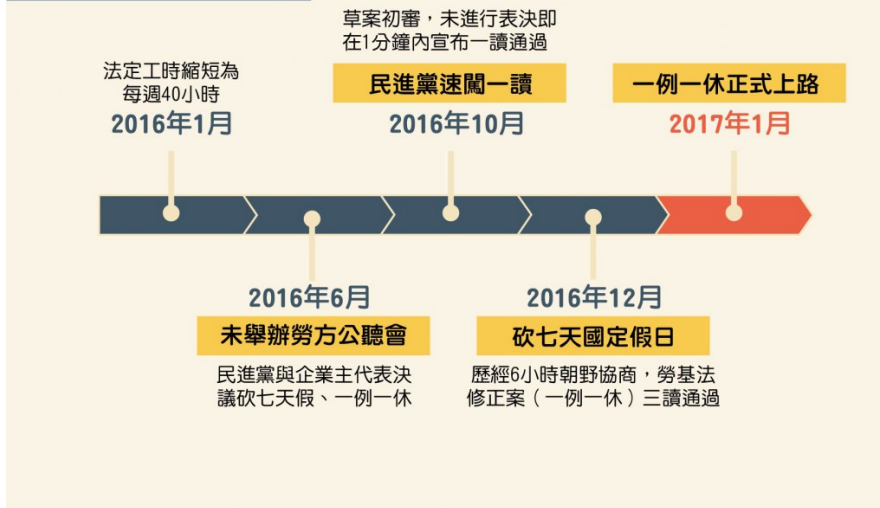 法定工時縮短為
每週40小時
2016年1月
2016年6月
未舉辦勞方公聽會
民進黨與企業主代表決
議砍七天假、一例一休
草案初審，未進行表決即
在1分鐘內宣布一讀通過
民進黨速闖一讀
2016年10月
2016年12月
砍七天國定假日
歷經6小時朝野協商，勞基法
修正案（一例一休）三讀通過
一例一休正式上路
2017年1月